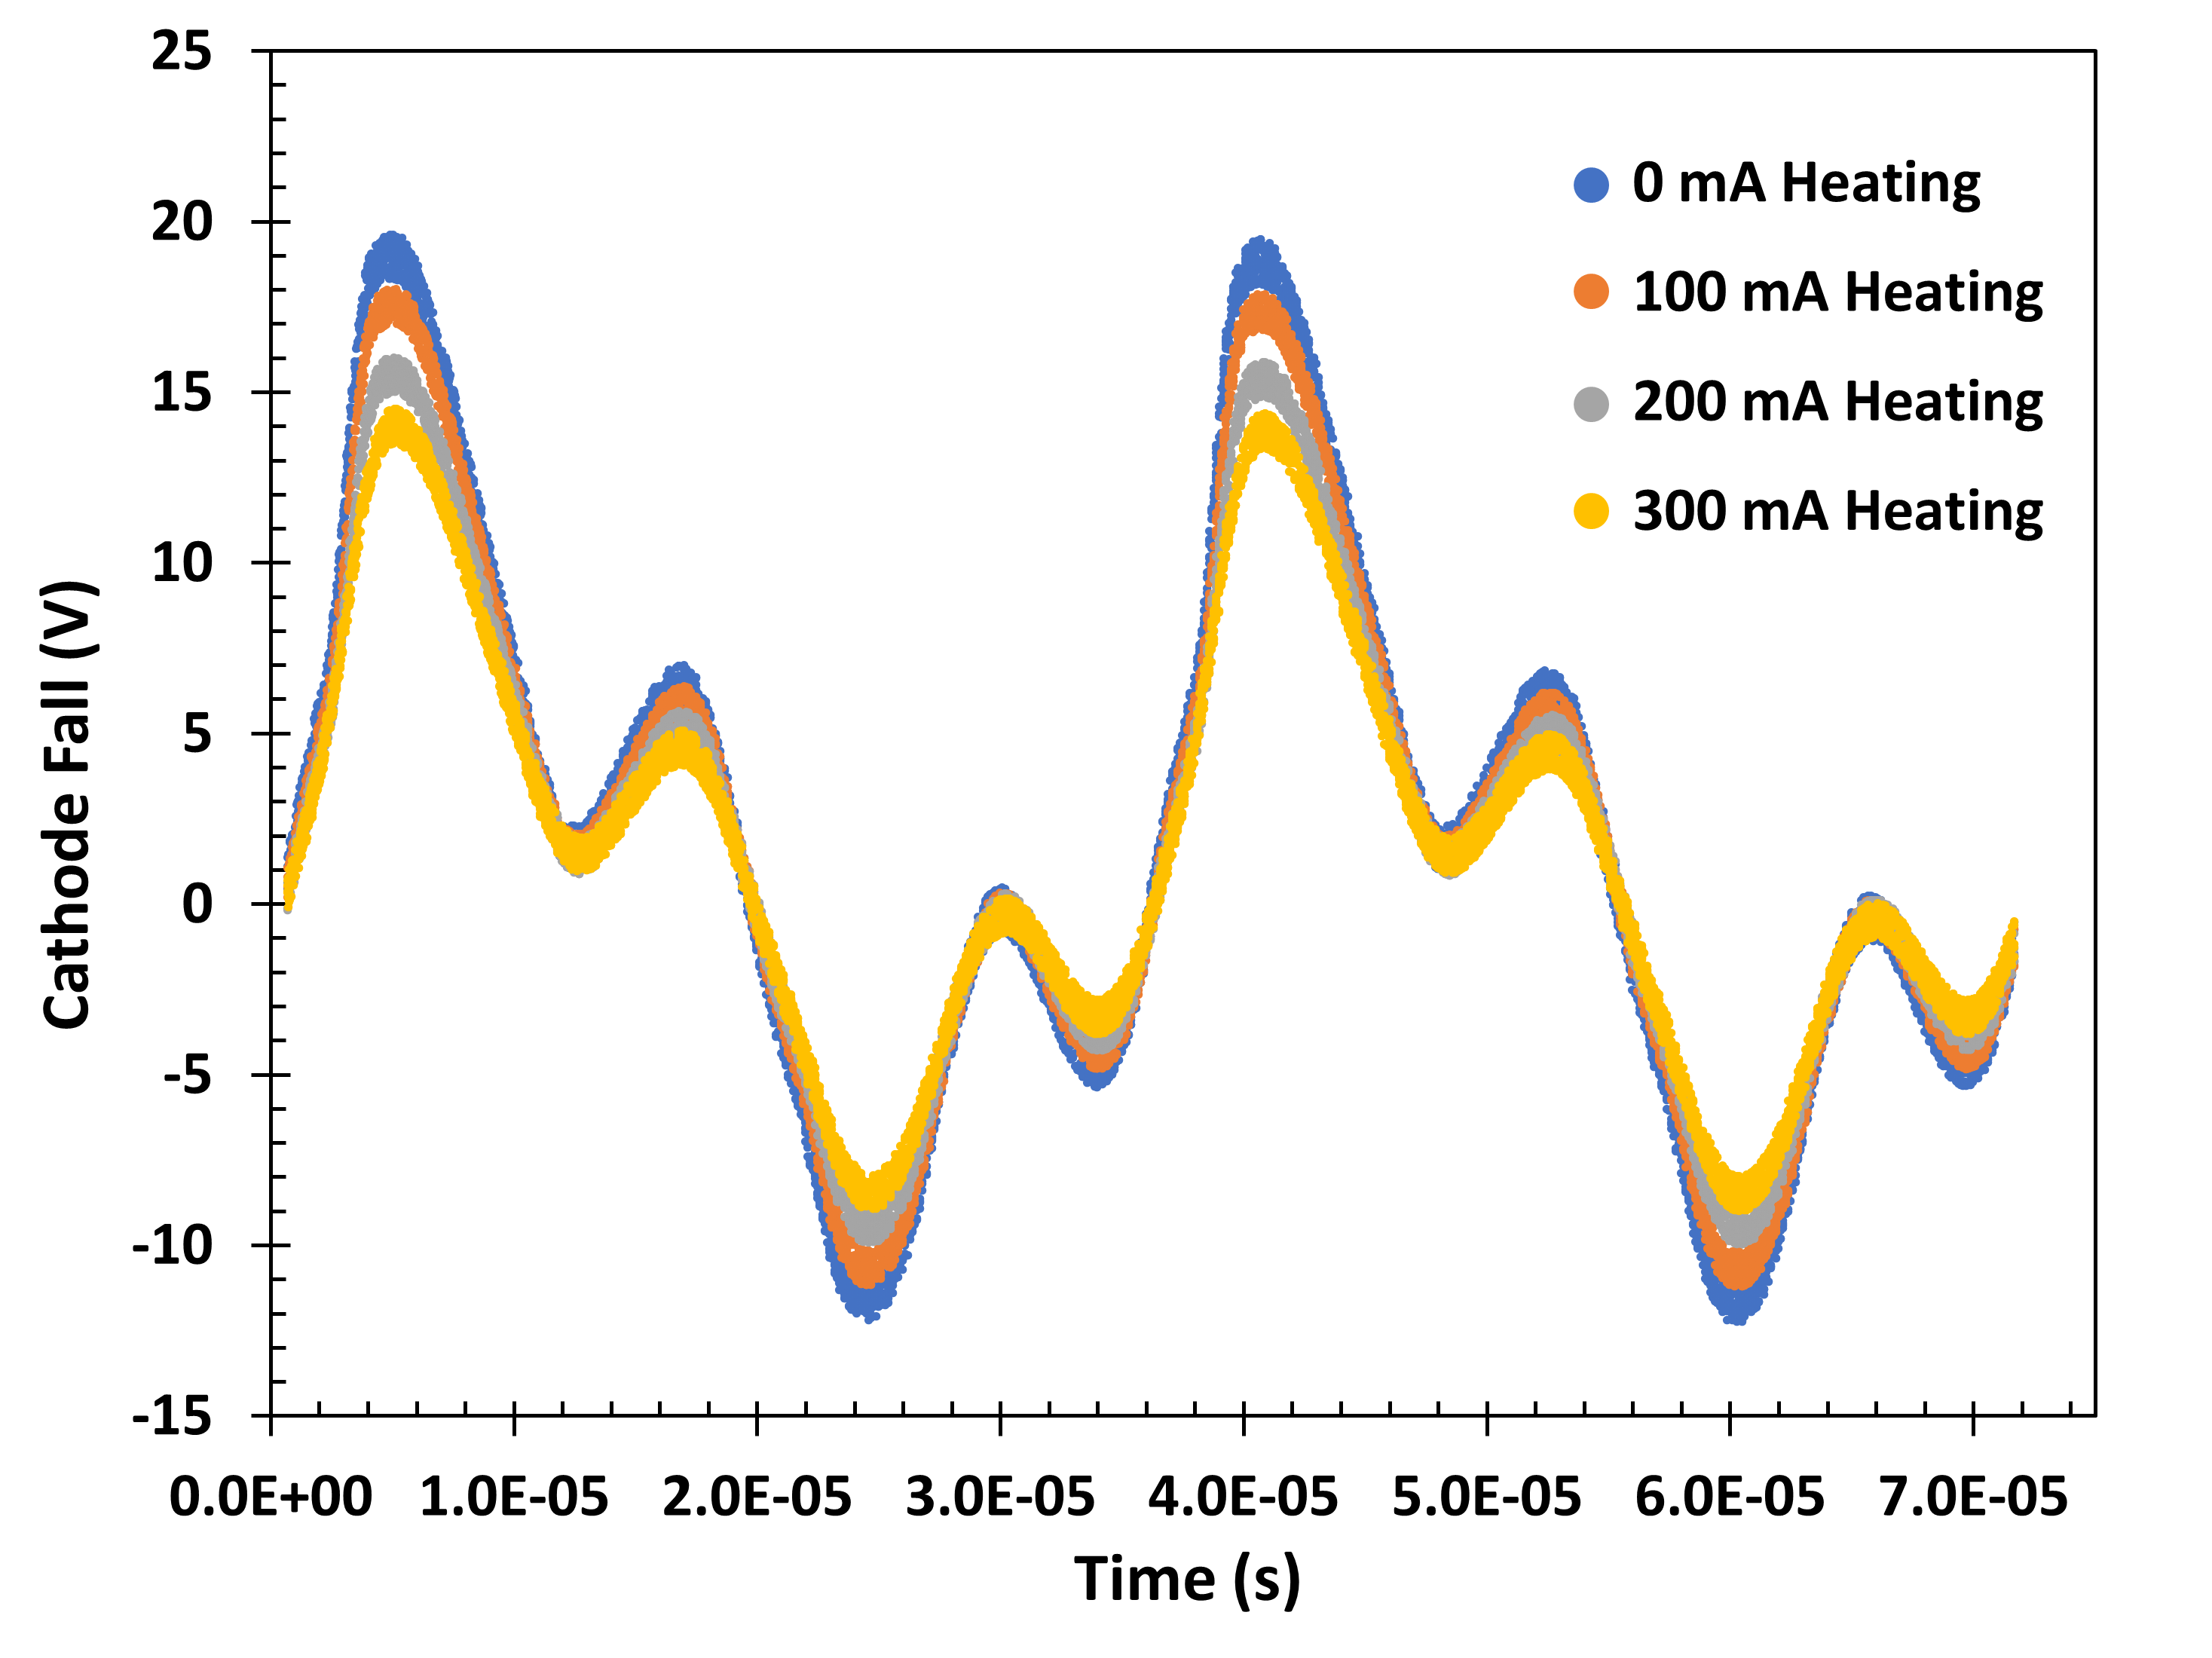 25
20
15
10
5
0
-5
-10
-15
Cathode Fall (V)
0 mA Heating
100 mA Heating
200 mA Heating
300 mA Heating
0.0E+00 1.0E-05 2.0E-05 3.0E-05 4.0E-05 5.0E-05 6.0E-05 7.0E-05
Time (s)